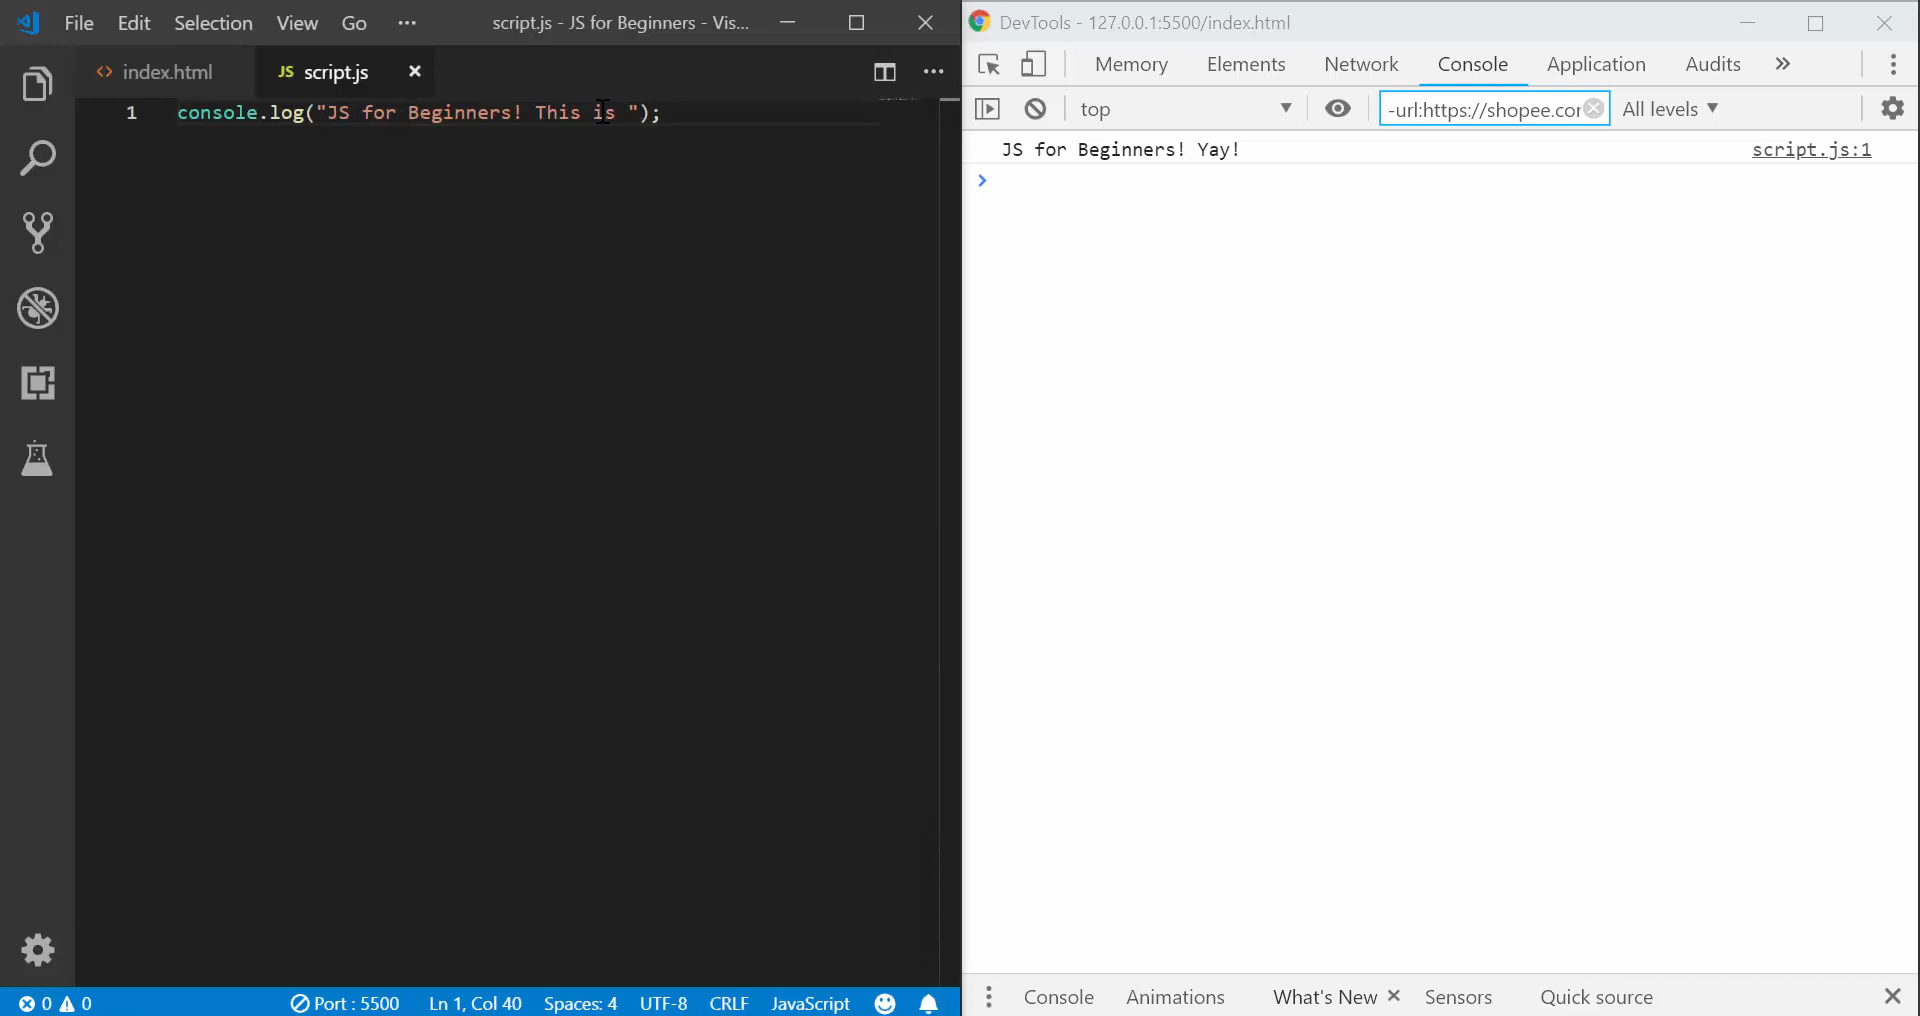 File Edit Selection View Go ··· script.js - JS for Beginners - Vis...
index.html JS script.js
1 console.log("JS for Beginners! This is ");
0 0 Port : 5500 Ln 1, Col 40 Spaces: 4 UTF-8 CRLF JavaScript
DevTools - 127.0.0.1:5500/index.html
Memory Elements Network Console Application Audits »
top -url:https://shopee.cor All levels
JS for Beginners! Yay! script.js:1
Console Animations What's New Sensors Quick source